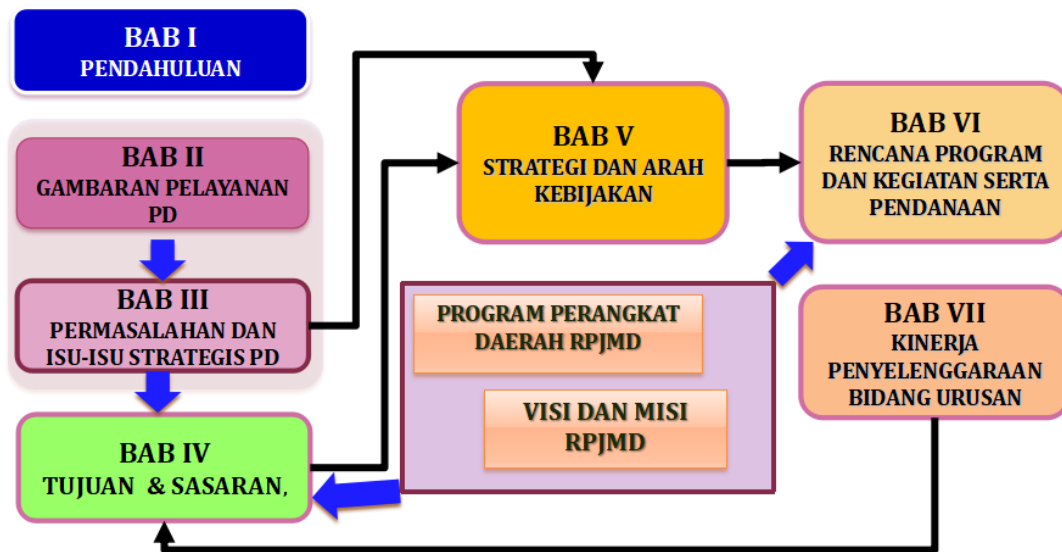 BAB I
PENDAHULUAN
BAB II
GAMBARAN PELAYANAN
PD
BAB III
PERMASALAHAN DAN
ISU-ISU STRATEGIS PD
BAB IV
TUJUAN & SASARAN,
BAB V
STRATEGI DAN ARAH
KEBIJAKAN
PROGRAM PERANGKAT
DAERAH RPJMD
VISI DAN MISI
RPJMD
BAB VI
RENCANA PROGRAM
DAN KEGIATAN SERTA
PENDANAAN
BAB VII
KINERJA
PENYELENGGARAAN
BIDANG URUSAN